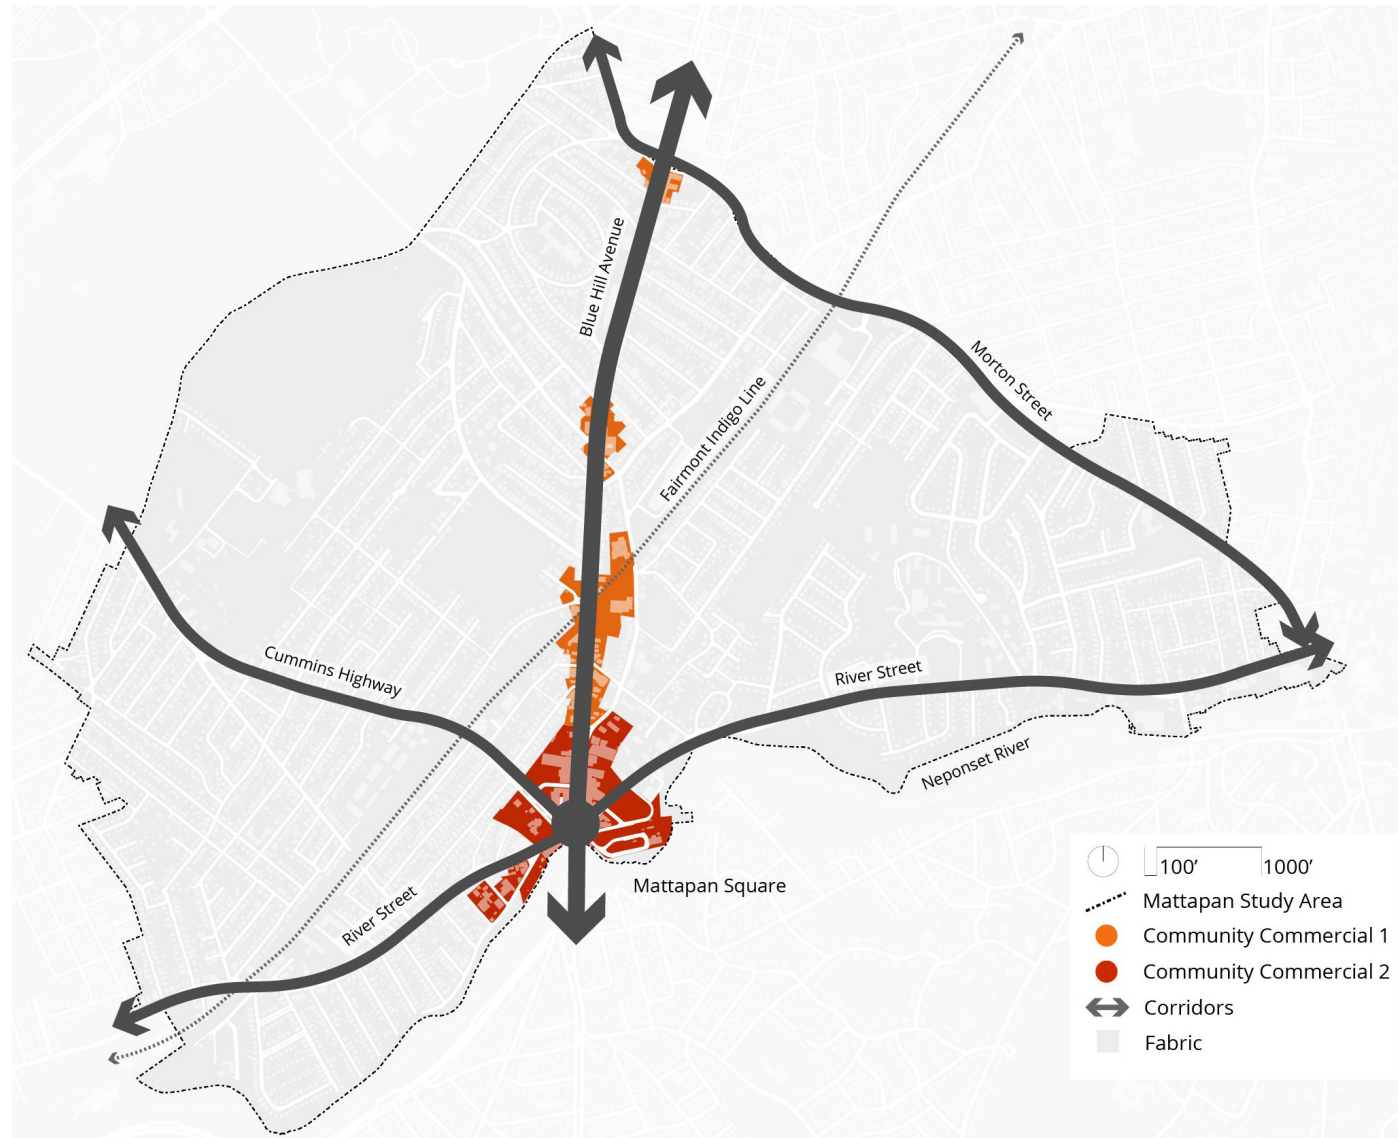 Blue Hill Avenue
Morton Street
Fairmont Indigo Line
Cummins Highway
River Street
Neponset River
Mattapan Square
River Street
100’
1000’
Mattapan Study Area
Community Commercial 1
Community Commercial 2
Corridors
Fabric